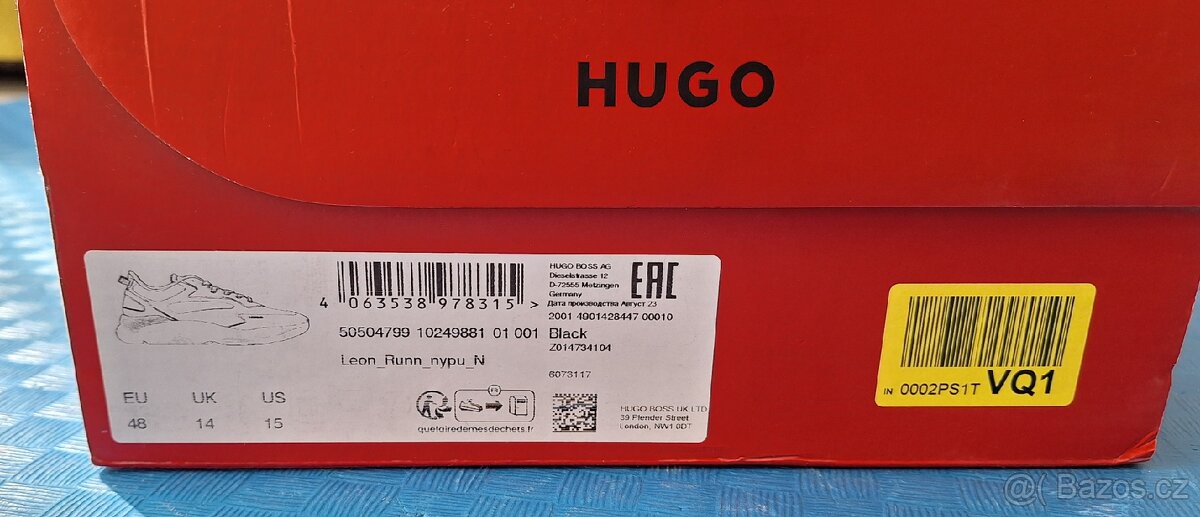 HUGO
4 063538 978315 >
50504799 10249881 01 001 Black
Leon_Runn_nypu_N
EU UK US
48 14 15
HUGO BOSS AG
Dieselstrasse 12
D-72555 Metzingen
Germany
Дата производства Август 23
EAC
2001 4901428447 00010
Z014734104
6073117
FR
quefairedemesdechets.fr
HUGO BOSS UK LTD
39 Plender Street
London, NW1 0DT
IN 0002PS1T VQ1
@ Bazos.cz